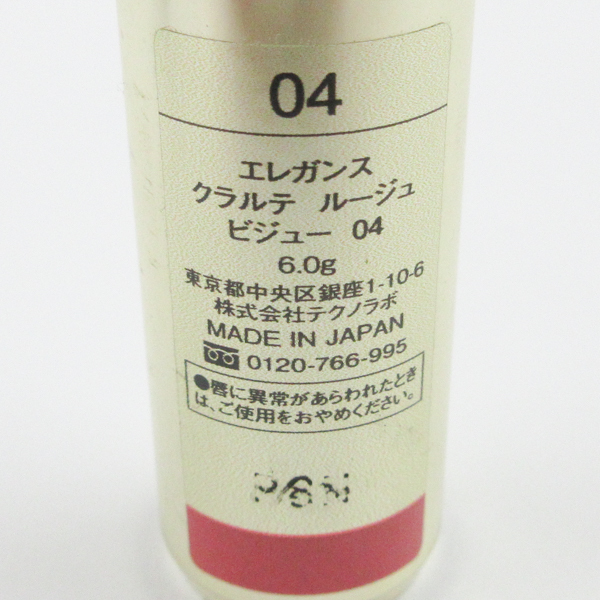 04
エレガンス
クラルテ ルージュ
ビジュー 04
6.0g
東京都中央区銀座1-10-6
株式会社テクノラボ
MADE IN JAPAN
0120-766-995
●唇に異常があらわれたとき
は、ご使用をおやめください。